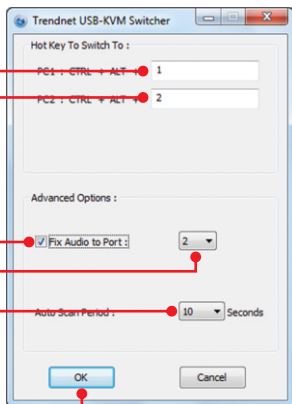 Trendnet USB-KVM Switcher
Hot Key To Switch To :
PC1 : CTRL + ALT + 1
PC2 : CTRL + ALT + 2
Advanced Options :
Fix Audio to Port : 2
Auto Scan Period : 10 Seconds
OK Cancel